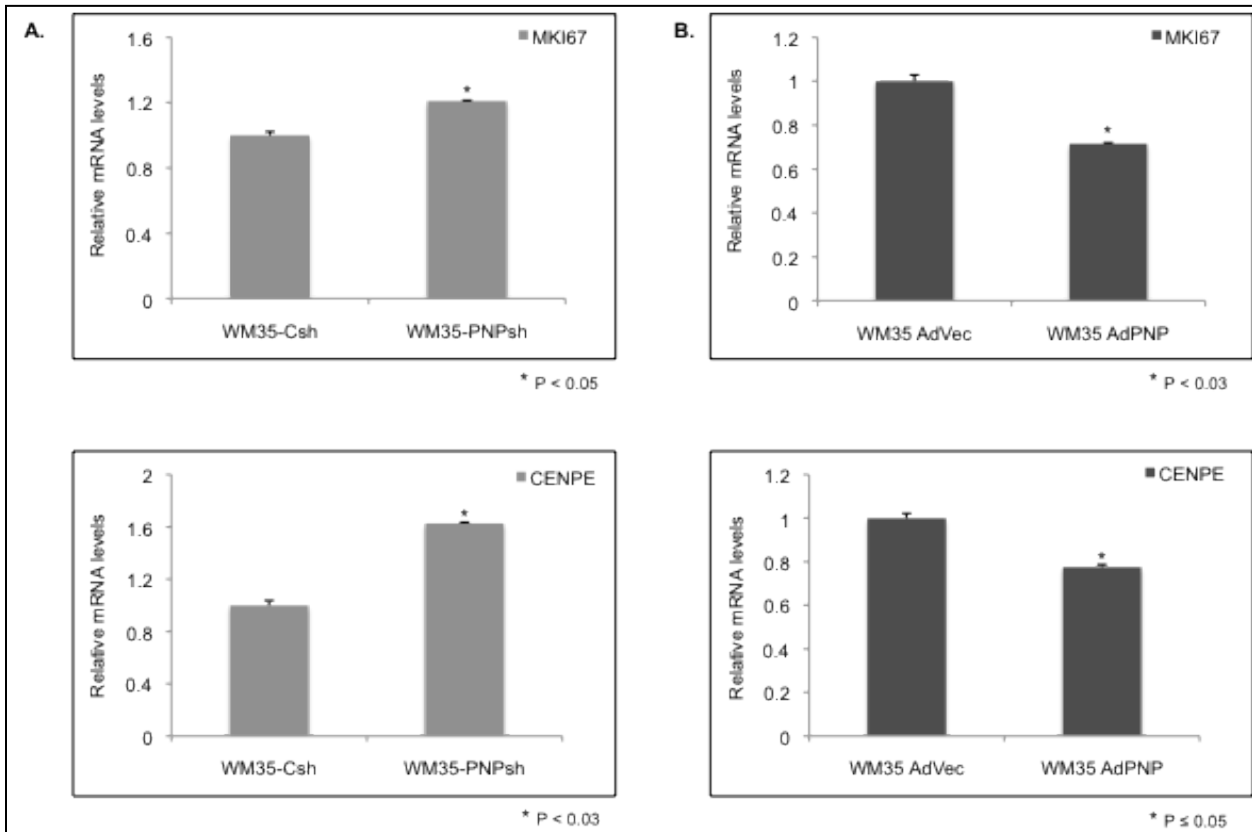 A.
MKI67
1.6
1.2
0.8
0.4
0
Relative mRNA levels
*
WM35-Csh WM35-PNPsh
* P < 0.05
B.
MKI67
1.2
1
0.8
0.6
0.4
0.2
0
Relative mRNA levels
*
WM35 AdVec WM35 AdPNP
* P < 0.03
CENPE
2
1.6
1.2
0.8
0.4
0
Relative mRNA levels
*
WM35-Csh WM35-PNPsh
* P < 0.03
CENPE
1.2
1
0.8
0.6
0.4
0.2
0
Relative mRNA levels
*
WM35 AdVec WM35 AdPNP
* P ≤ 0.05